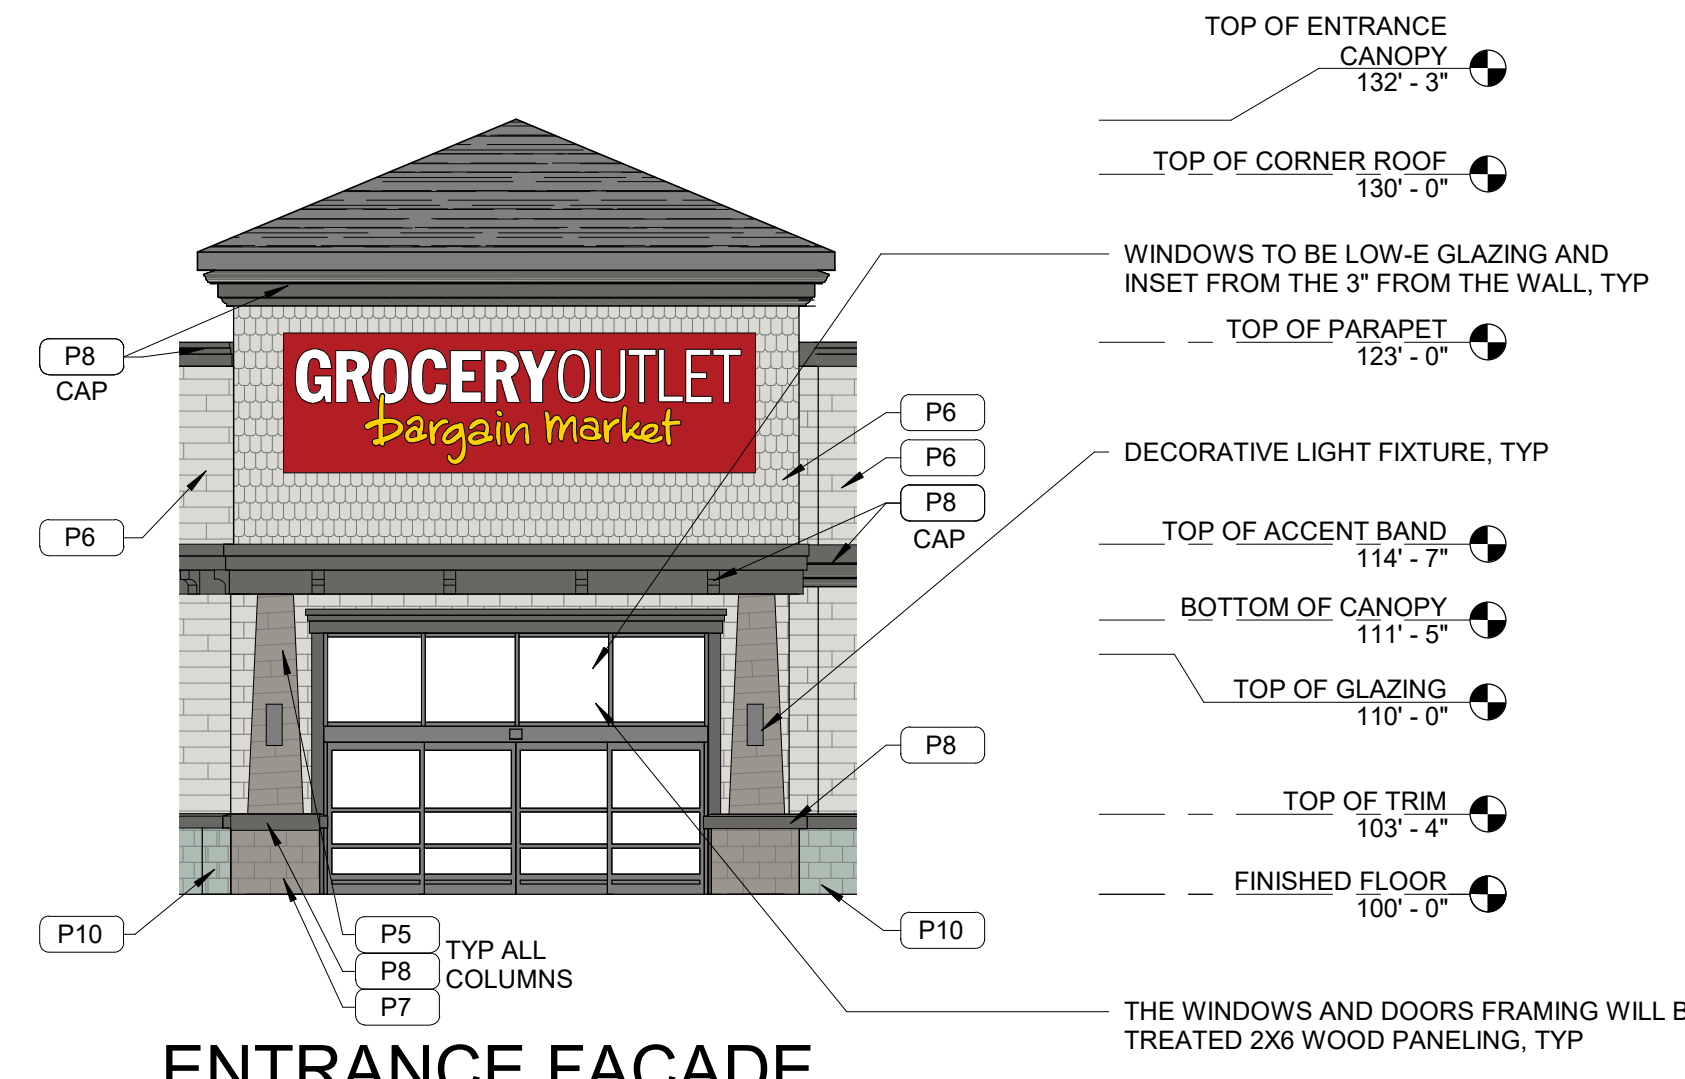 TOP OF ENTRANCE
CANOPY
132' - 3"
TOP OF CORNER ROOF
130' - 0"
WINDOWS TO BE LOW-E GLAZING AND
INSET FROM THE 3" FROM THE WALL, TYP
TOP OF PARAPET
123' - 0"
P8
CAP
GROCERYOUTLET
bargain market
P6
P6
P8
CAP
DECORATIVE LIGHT FIXTURE, TYP
P6
TOP OF ACCENT BAND
114' - 7"
BOTTOM OF CANOPY
111' - 5"
TOP OF GLAZING
110' - 0"
P8
TOP OF TRIM
103' - 4"
FINISHED FLOOR
100' - 0"
P10
P5
P8
P7
TYP ALL
COLUMNS
P10
THE WINDOWS AND DOORS FRAMING WILL B
TREATED 2X6 WOOD PANELING, TYP
ENTRANCE FACADE